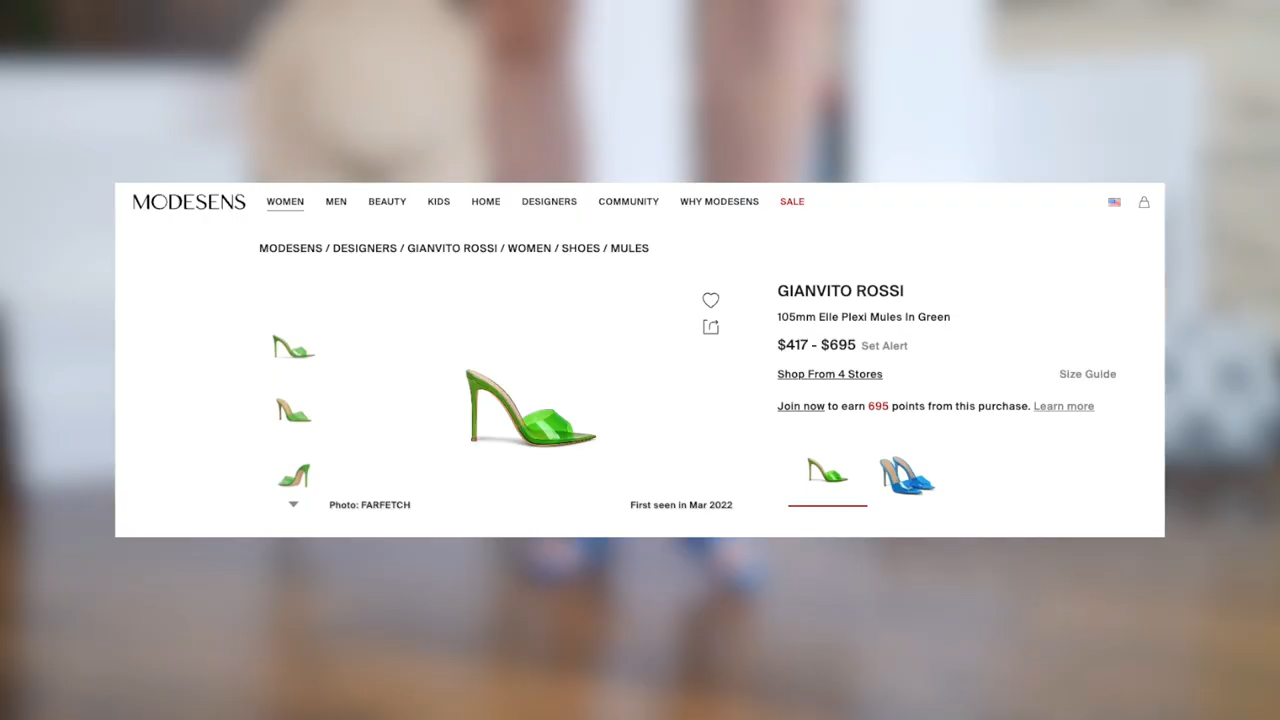 MODESENS
WOMEN MEN BEAUTY KIDS HOME DESIGNERS COMMUNITY WHY MODESENS SALE
MODESENS / DESIGNERS / GIANVITO ROSSI / WOMEN / SHOES / MULES
GIANVITO ROSSI
105mm Elle Plexi Mules In Green
$417 - $695 Set Alert
Shop From 4 Stores
Size Guide
Join now to earn 695 points from this purchase. Learn more
Photo: FARFETCH
First seen in Mar 2022